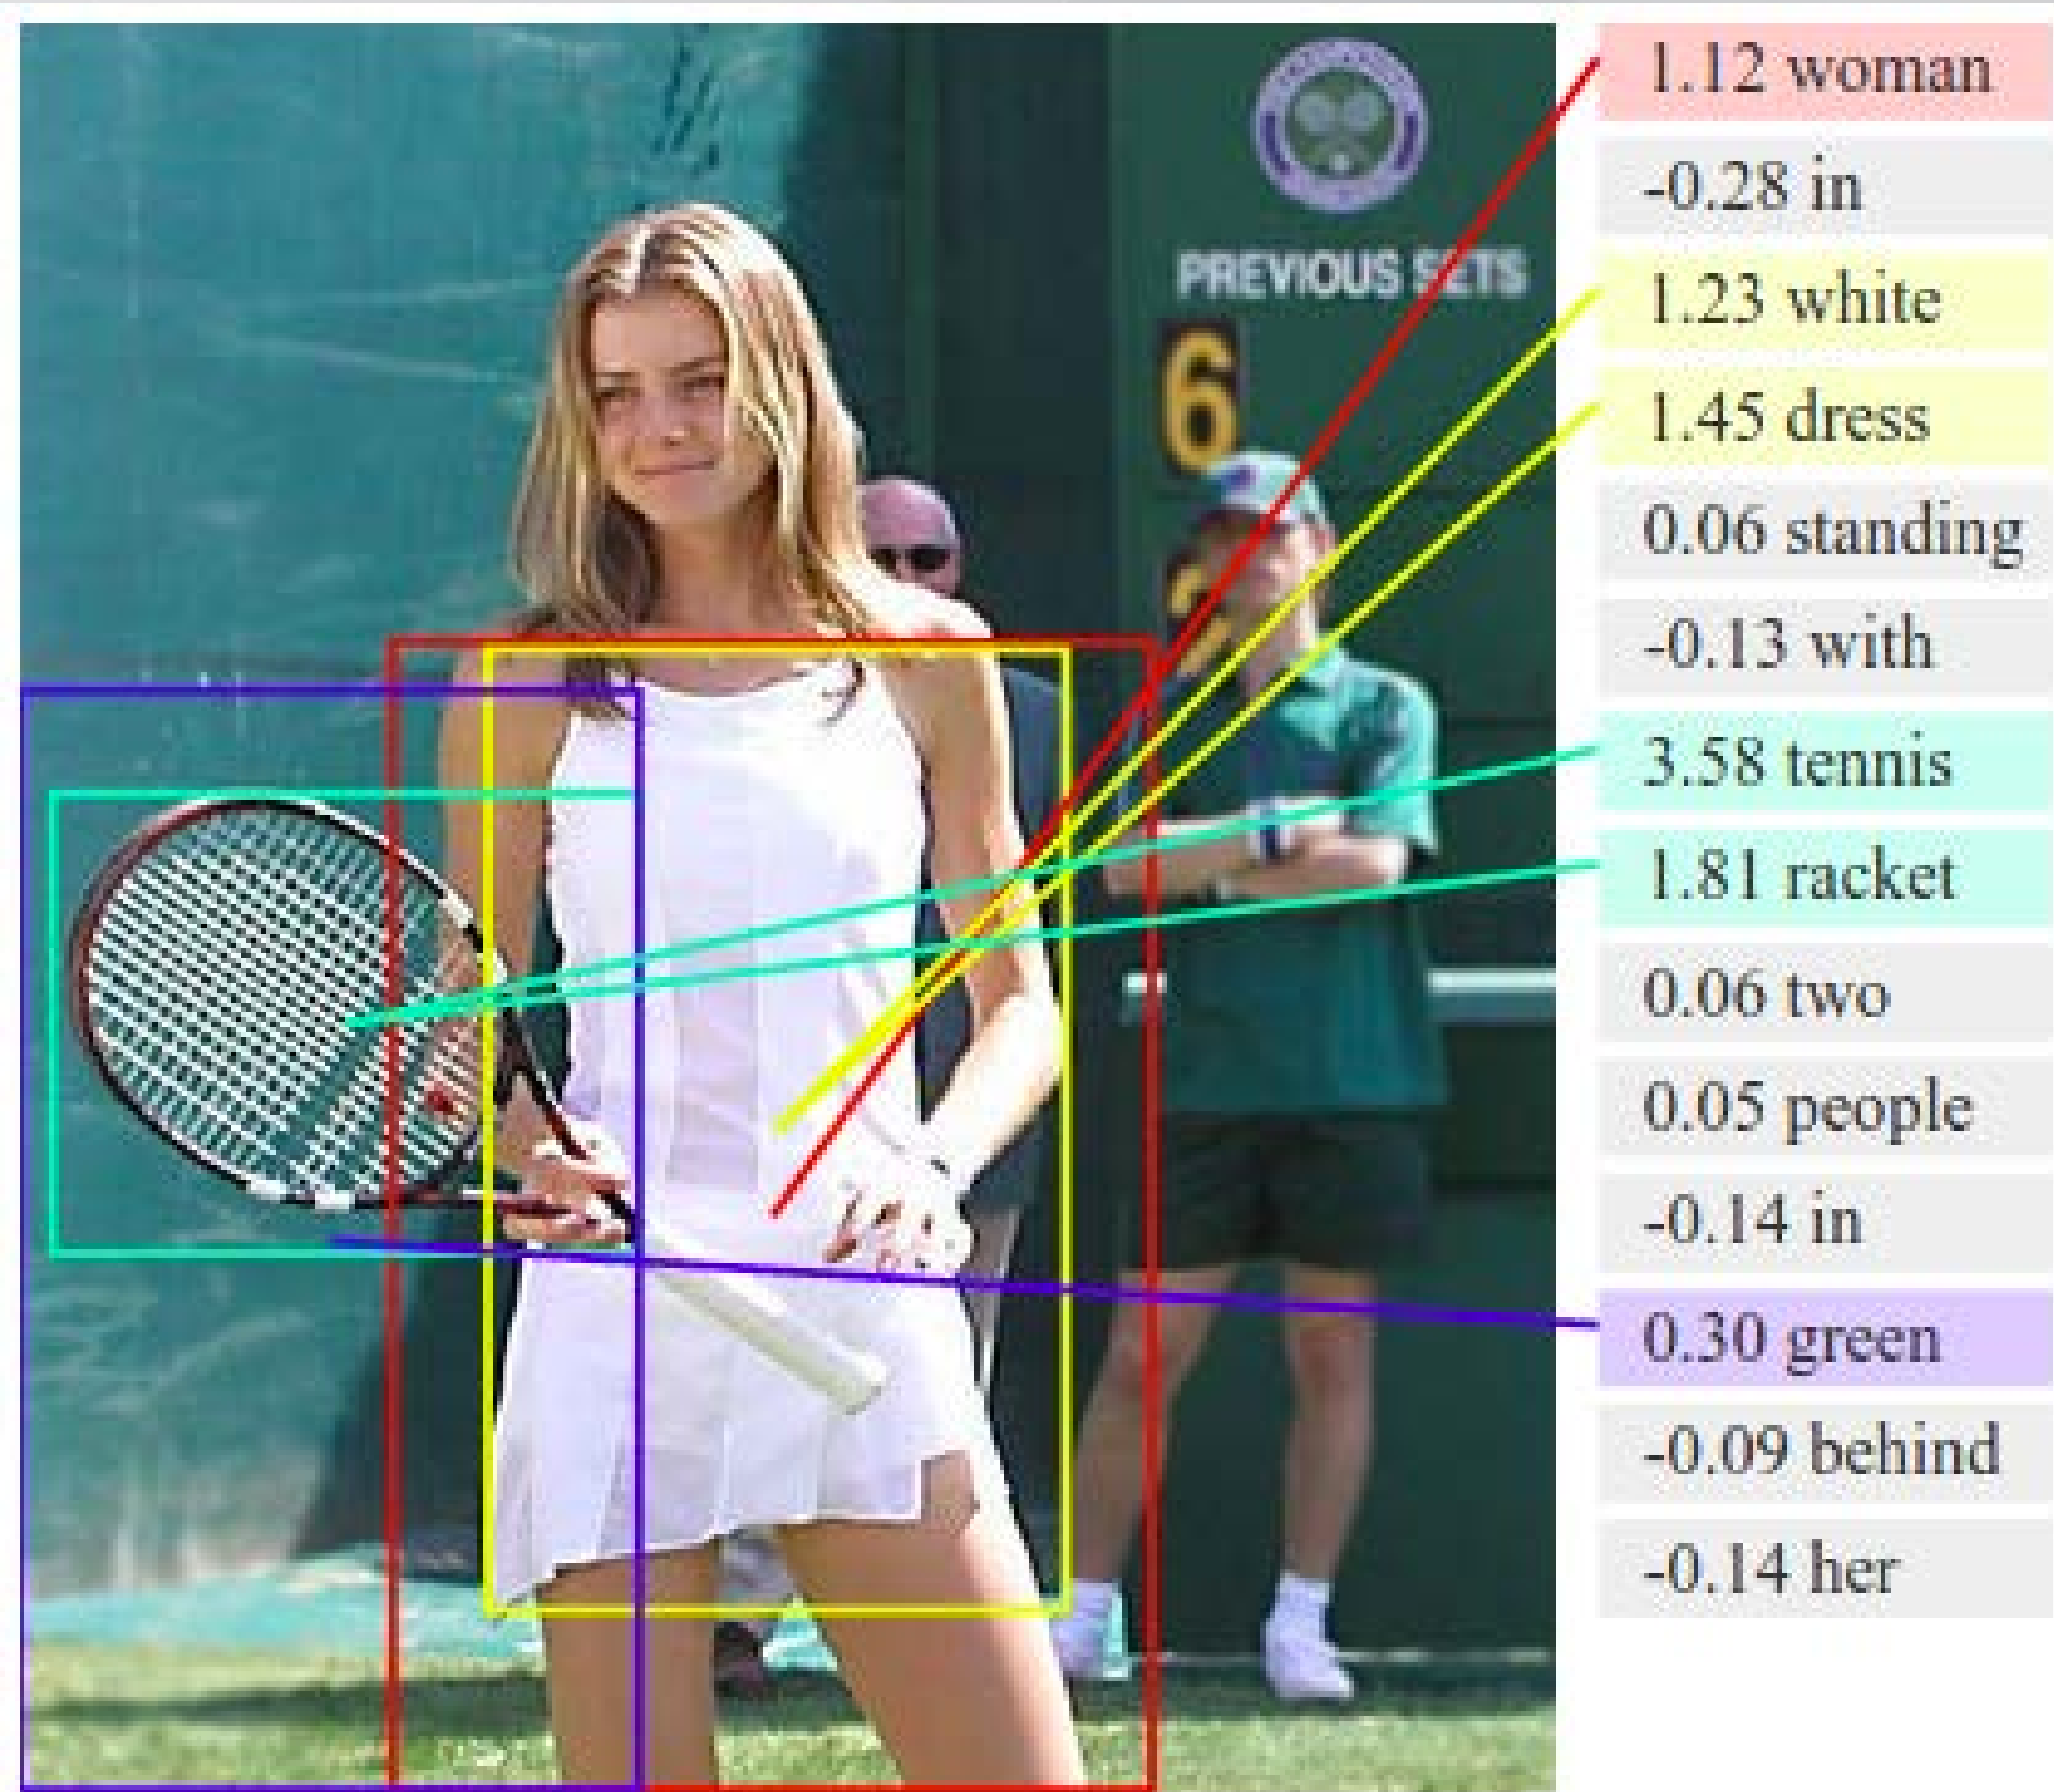 1.12 woman
-0.28 in
PREVIOUS SETS
1.23 white
6
1.45 dress
0.06 standing
-0.13 with
3.58 tennis
1.81 racket
0.06 two
0.05 people
-0.14 in
0.30 green
-0.09 behind
-0.14 her